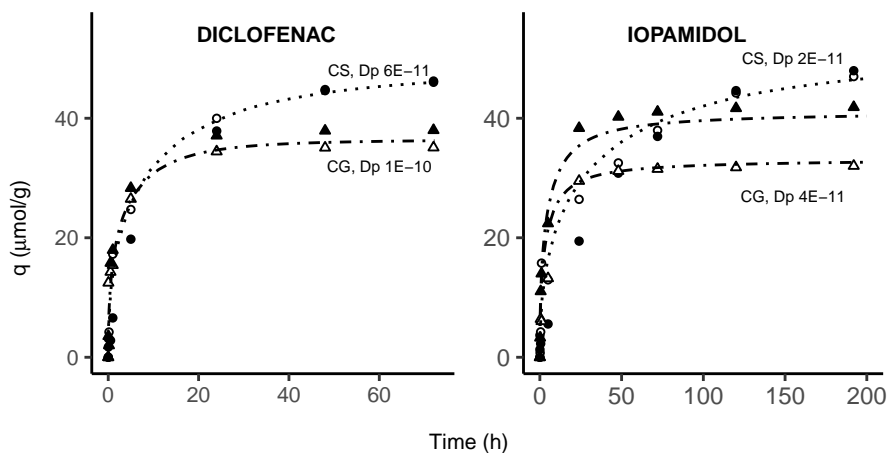 DICLOFENAC
IOPAMIDOL
CS, Dp 6E−11
CG, Dp 1E−10
CS, Dp 2E−11
CG, Dp 4E−11
q (μmol/g)
40
20
0
40
20
0
0 20 40 60
0 50 100 150 200
Time (h)